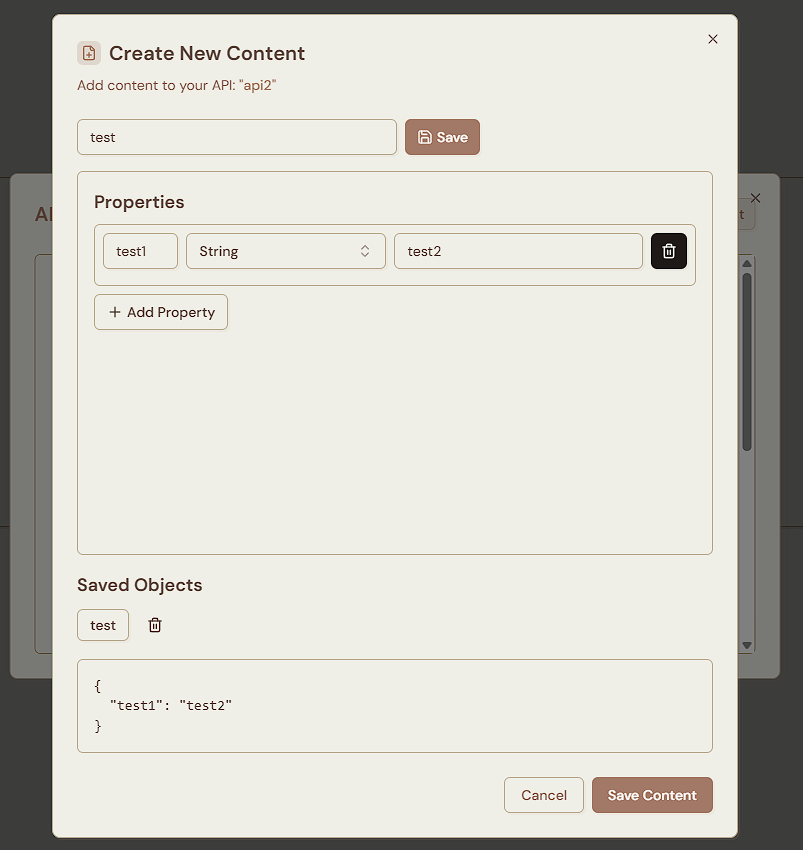 Create New Content
Add content to your API: "api2"
test
Save
Properties
test1
String
test2
+ Add Property
Saved Objects
test
{
"test1": "test2"
}
Cancel
Save Content